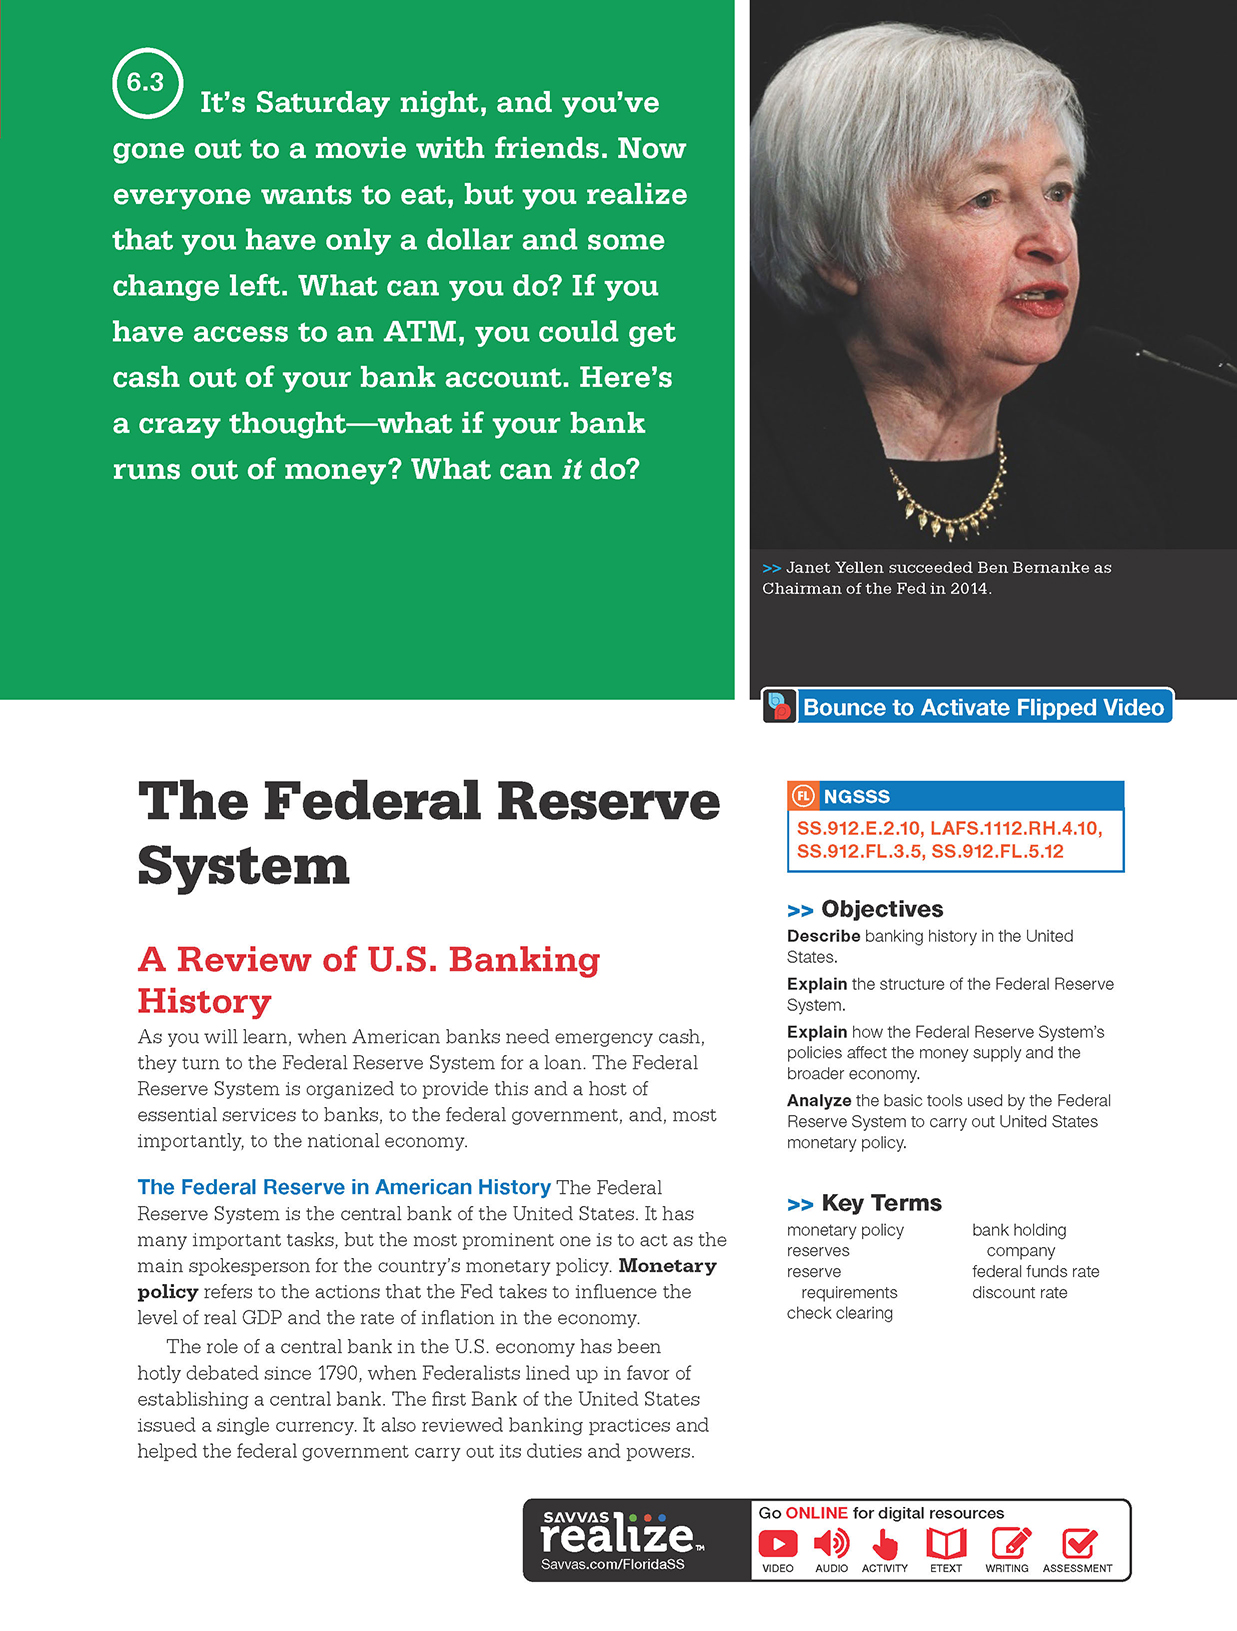 6.3 It's Saturday night, and you've
gone out to a movie with friends. Now
everyone wants to eat, but you realize
that you have only a dollar and some
change left. What can you do? If you
have access to an ATM, you could get
cash out of your bank account. Here's
a crazy thought—what if your bank
runs out of money? What can it do?
>> Janet Yellen succeeded Ben Bernanke as
Chairman of the Fed in 2014.
Bounce to Activate Flipped Video
The Federal Reserve
System
A Review of U.S. Banking
History
As you will learn, when American banks need emergency cash,
they turn to the Federal Reserve System for a loan. The Federal
Reserve System is organized to provide this and a host of
essential services to banks, to the federal government, and, most
importantly, to the national economy.
The Federal Reserve in American History The Federal
Reserve System is the central bank of the United States. It has
many important tasks, but the most prominent one is to act as the
main spokesperson for the country's monetary policy. Monetary
policy refers to the actions that the Fed takes to influence the
level of real GDP and the rate of inflation in the economy.
The role of a central bank in the U.S. economy has been
hotly debated since 1790, when Federalists lined up in favor of
establishing a central bank. The first Bank of the United States
issued a single currency. It also reviewed banking practices and
helped the federal government carry out its duties and powers.
FL NGSSS
SS.912.E.2.10, LAFS.1112.RH.4.10,
SS.912.FL.3.5, SS.912.FL.5.12
>> Objectives
Describe banking history in the United
States.
Explain the structure of the Federal Reserve
System.
Explain how the Federal Reserve System's
policies affect the money supply and the
broader economy.
Analyze the basic tools used by the Federal
Reserve System to carry out United States
monetary policy.
>> Key Terms
monetary policy
reserves
reserve
requirements
check clearing
bank holding
company
federal funds rate
discount rate
SAVVAS
realize™
Savvas.com/FloridaSS
Go ONLINE for digital resources
VIDEO AUDIO ACTIVITY ETEXT WRITING ASSESSMENT